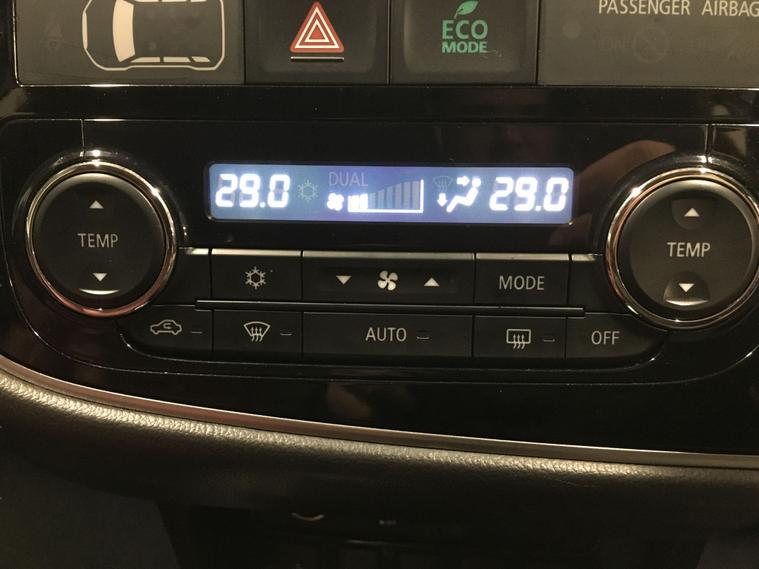 ECO
MODE
PASSENGER AIRBAG
29.0 DUAL 29.0
TEMP
TEMP
MODE
AUTO
OFF